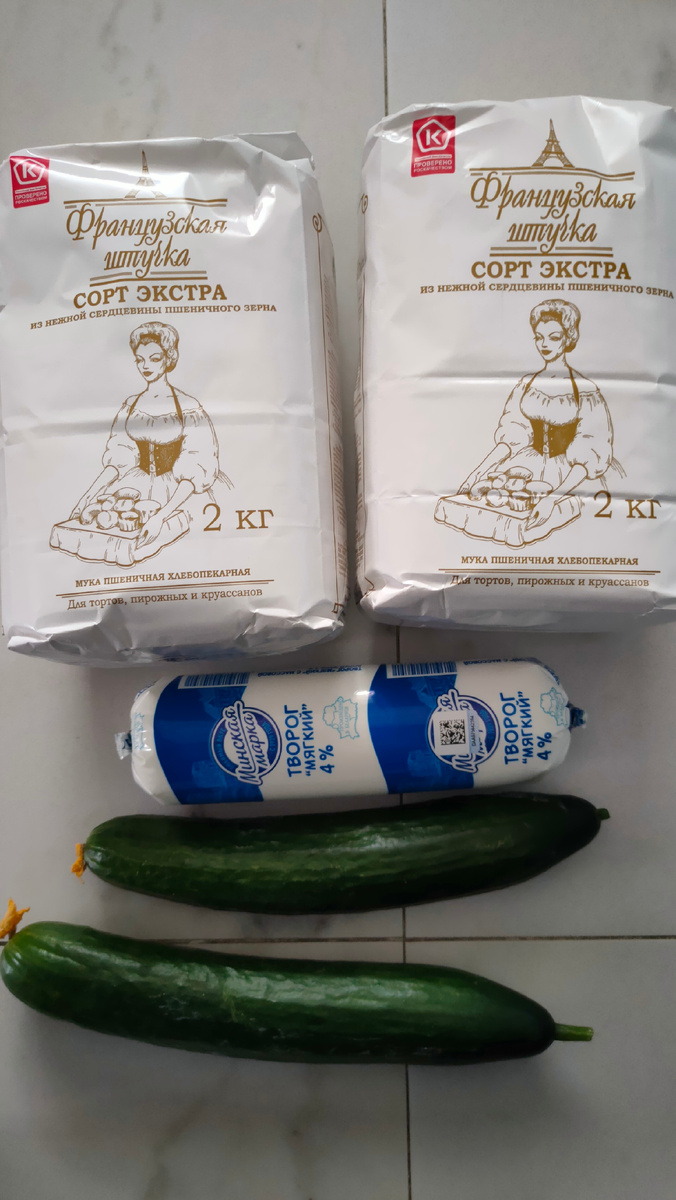 К
ПРОВЕРЕНО
РОСКАЧЕСТВОМ
Французская
штучка
СОРТ ЭКСТРА
ИЗ НЕЖНОЙ СЕРДЦЕВИНЫ ПШЕНИЧНОГО ЗЕРНА
2 кг
МУКА ПШЕНИЧНАЯ ХЛЕБОПЕКАРНАЯ
Для тортов, пирожных и круассанов
К
ПРОВЕРЕНО
РОСКАЧЕСТВОМ
Французская
штучка
СОРТ ЭКСТРА
ИЗ НЕЖНОЙ СЕРДЦЕВИНЫ ПШЕНИЧНОГО ЗЕРНА
2 кг
МУКА ПШЕНИЧНАЯ ХЛЕБОПЕКАРНАЯ
Для тортов, пирожных и круассанов
Минская
марка
ТВОРОГ
"МЯГКИЙ"
4%
ТВОРОГ
"МЯГКИЙ"
4%